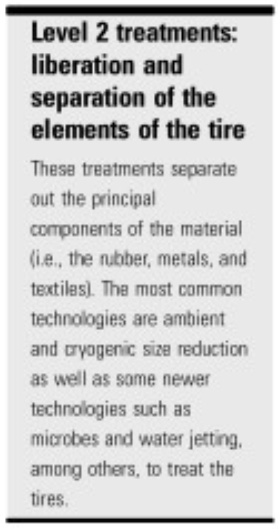 Level 2 treatments:
liberation and
separation of the
elements of the tire
These treatments separate
out the principal
components of the material
(i.e., the rubber, metals, and
textiles). The most common
technologies are ambient
and cryogenic size reduction
as well as some newer
technologies such as
microbes and water jetting,
among others, to treat the
tires.